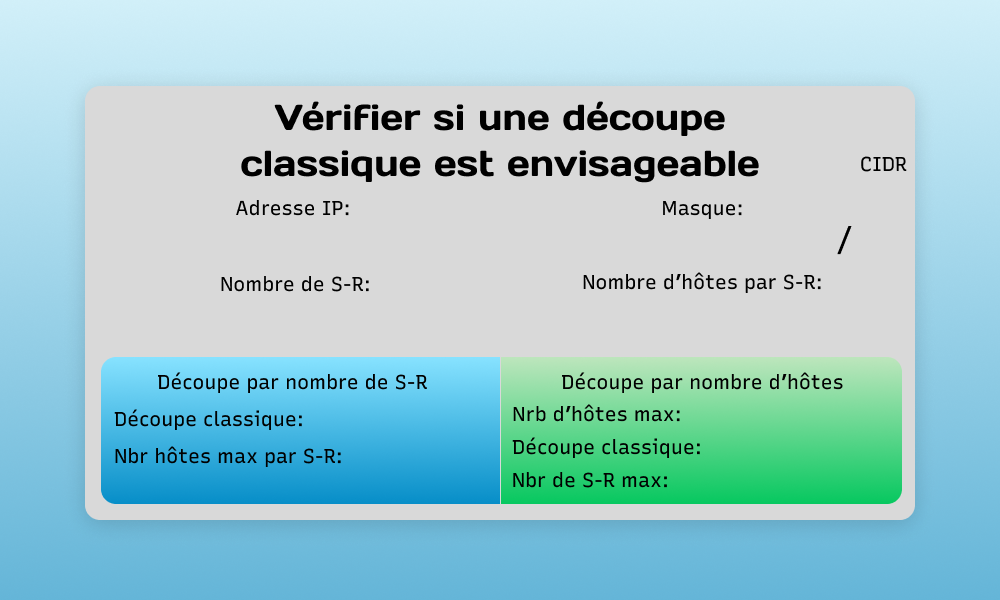 Vérifier si une découpe
classique est envisageable
CIDR
Adresse IP:
Masque:
/
Nombre de S-R:
Nombre d’hôtes par S-R:
Découpe par nombre de S-R
Découpe classique:
Nbr hôtes max par S-R:
Découpe par nombre d’hôtes
Nrb d’hôtes max:
Découpe classique:
Nbr de S-R max: